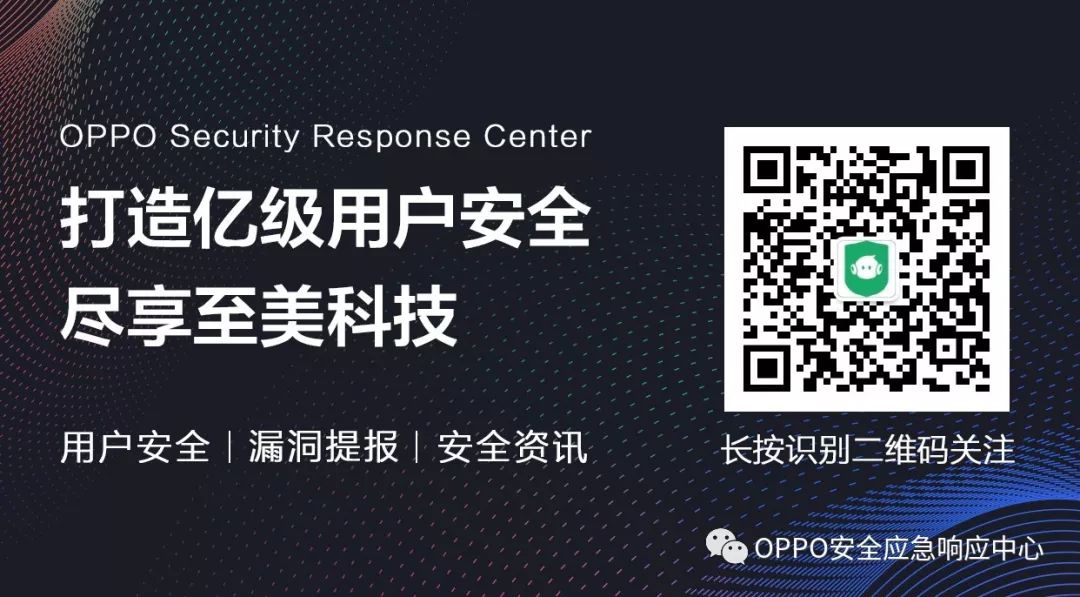 OPPO Security Response Center
打造亿级用户安全
尽享至美科技
用户安全｜漏洞提报｜安全资讯
长按识别二维码关注
OPPO安全应急响应中心